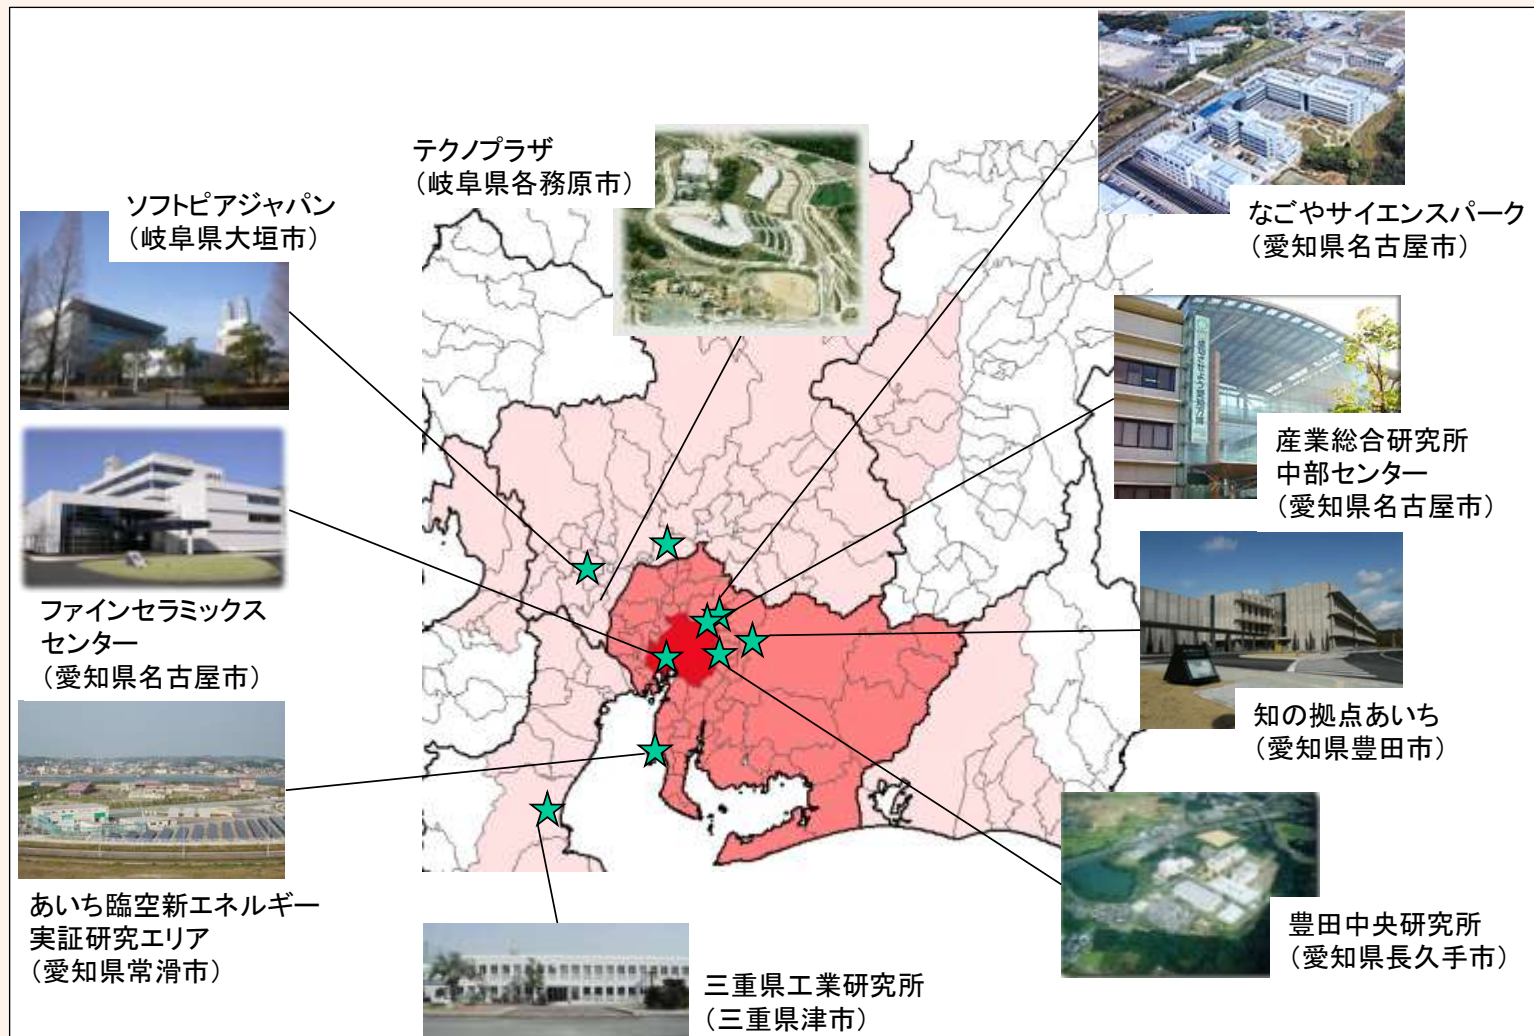 テクノプラザ
（岐阜県各務原市）
ソフトピアジャパン
（岐阜県大垣市）
なごやサイエンスパーク
（愛知県名古屋市）
産業総合研究所
中部センター
（愛知県名古屋市）
ファインセラミックス
センター
（愛知県名古屋市）
知の拠点あいち
（愛知県豊田市）
あいち臨空新エネルギー
実証研究エリア
（愛知県常滑市）
豊田中央研究所
（愛知県長久手市）
三重県工業研究所
（三重県津市）